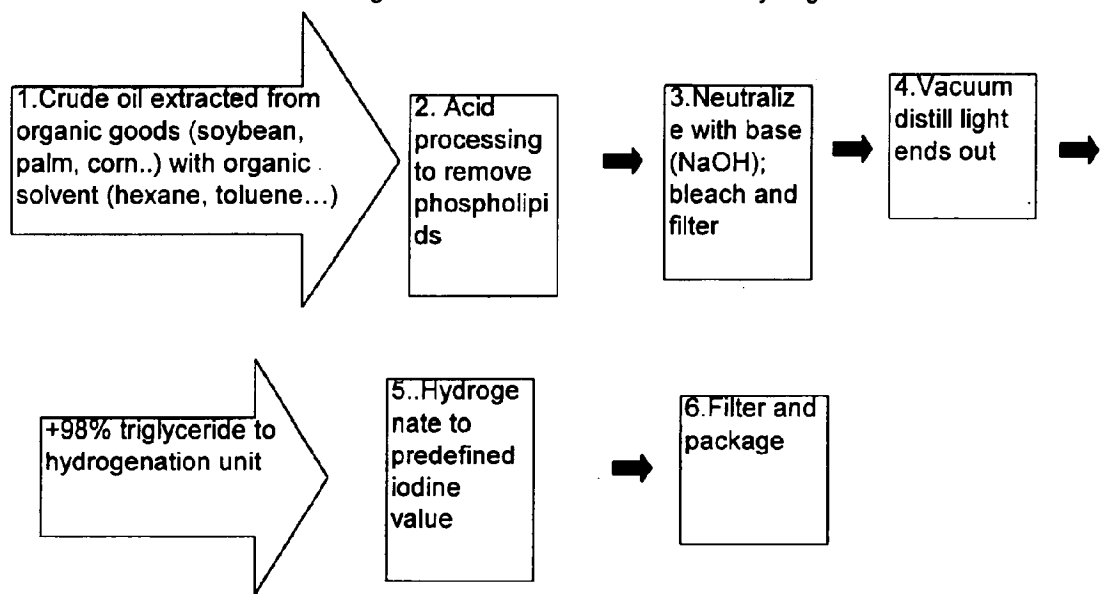 1.Crude oil extracted from
organic goods (soybean,
palm, corn..) with organic
solvent (hexane, toluene...)
2. Acid
processing
to remove
phospholipi
ds
3.Neutraliz
e with base
(NaOH);
bleach and
filter
4.Vacuum
distill light
ends out
+98% triglyceride to
hydrogenation unit
5..Hydroge
nate to
predefined
iodine
value
6.Filter and
package